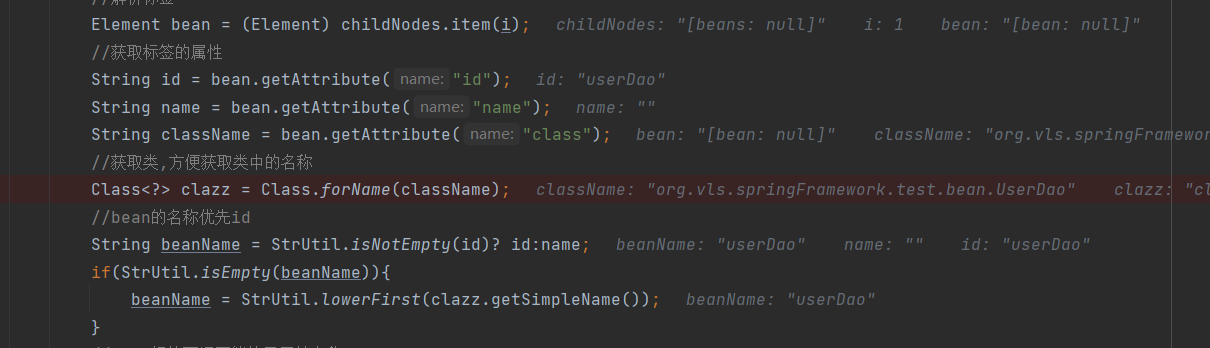 //解析标签
Element bean = (Element) childNodes.item(i); childNodes: "[beans: null]" i: 1 bean: "[bean: null]"
//获取标签的属性
String id = bean.getAttribute( name: "id"); id: "userDao"
String name = bean.getAttribute( name: "name"); name: ""
String className = bean.getAttribute( name: "class"); bean: "[bean: null]" className: "org.vls.springFramewor
//获取类,方便获取类中的名称
Class<?> clazz = Class.forName(className); className: "org.vls.springFramework.test.bean.UserDao" clazz: "cl
//bean的名称优先id
String beanName = StrUtil.isNotEmpty(id)? id:name; beanName: "userDao" name: "" id: "userDao"
if(StrUtil.isEmpty(beanName)){
beanName = StrUtil.lowerFirst(clazz.getSimpleName()); beanName: "userDao"
}